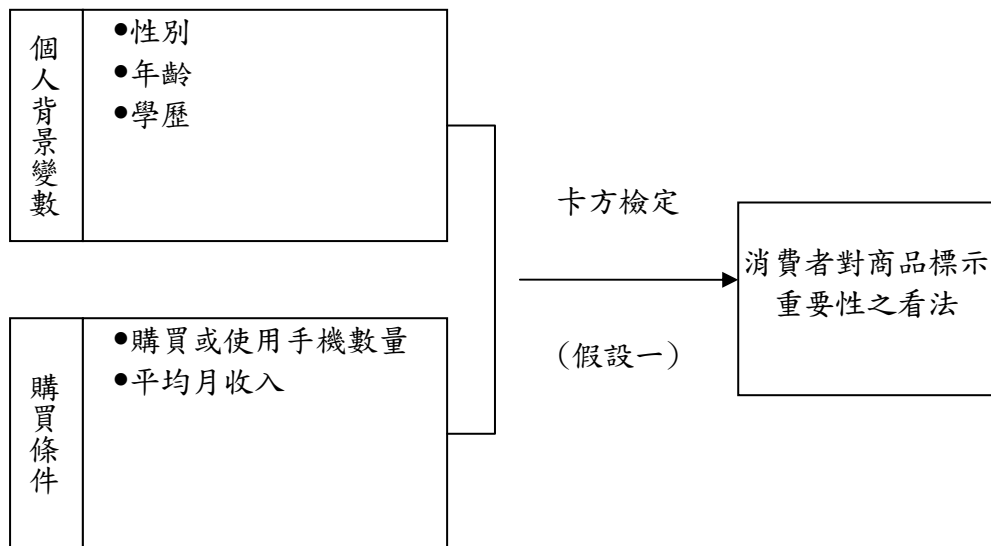 個人背景變數
●性別
●年齡
●學歷
購買條件
●購買或使用手機數量
●平均月收入
卡方檢定
（假設一）
消費者對商品標示
重要性之看法